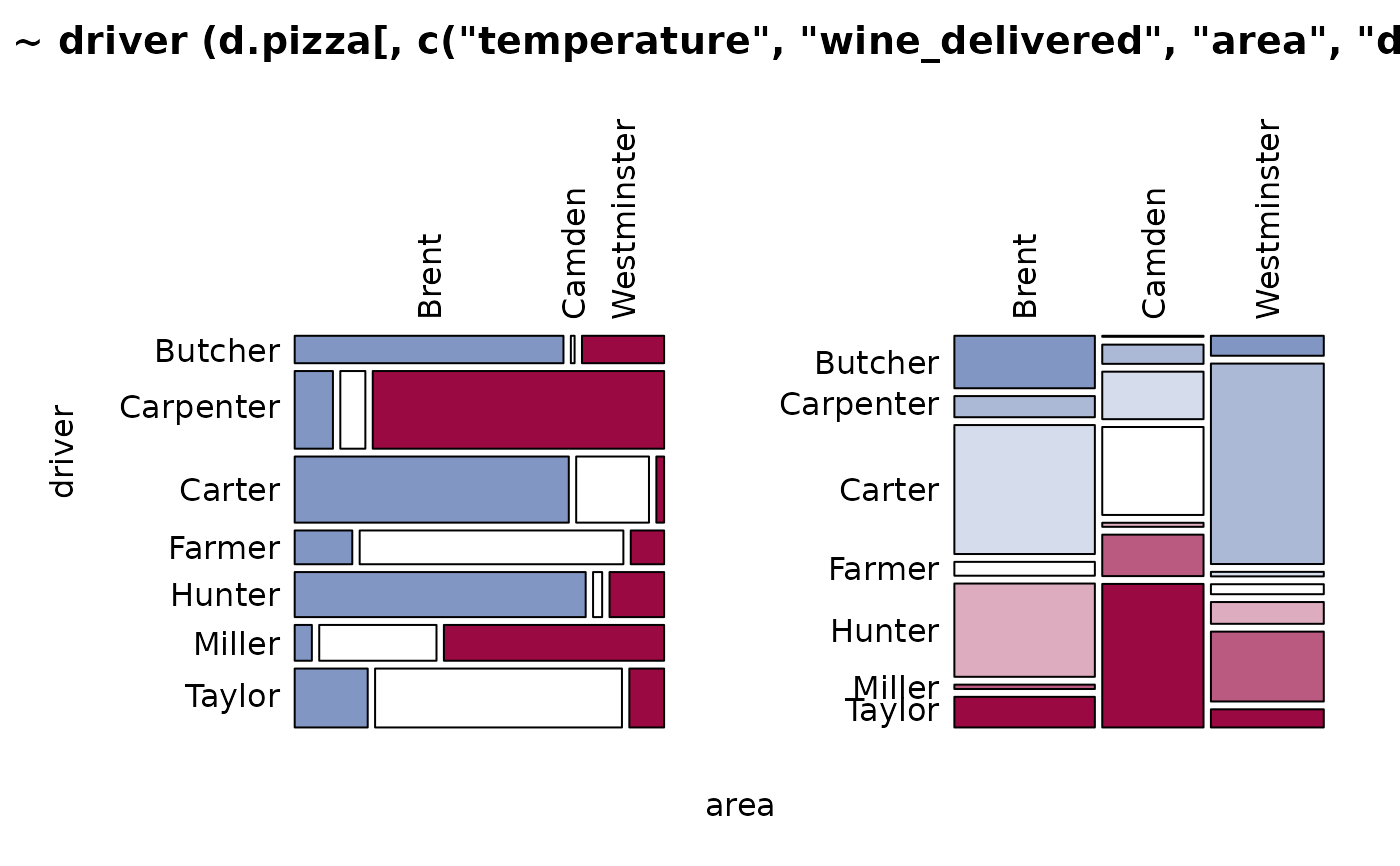 ~ driver (d.pizza[, c("temperature", "wine_delivered", "area", "d
Brent
Camden
Westminster
driver
Butcher
Carpenter
Carter
Farmer
Hunter
Miller
Taylor
Brent
Camden
Westminster
Butcher
Carpenter
Carter
Farmer
Hunter
Miller
Taylor
area